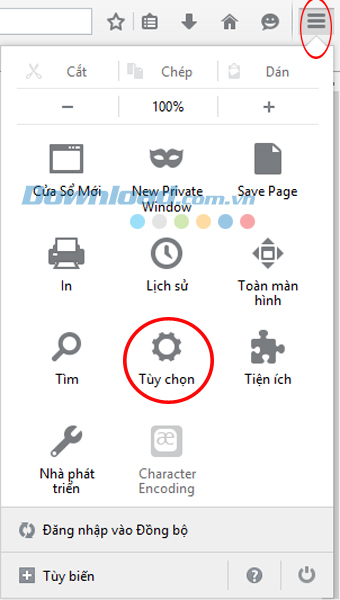 Cắt Chép Dán
− 100% +
Cửa Sổ Mới New Private Save Page
Window
Download.com.vn
In Lịch sử Toàn màn
hình
Tìm Tùy chọn Tiện ích
Nhà phát Character
triển Encoding
æ
Đăng nhập vào Đồng bộ
Tùy biến ?